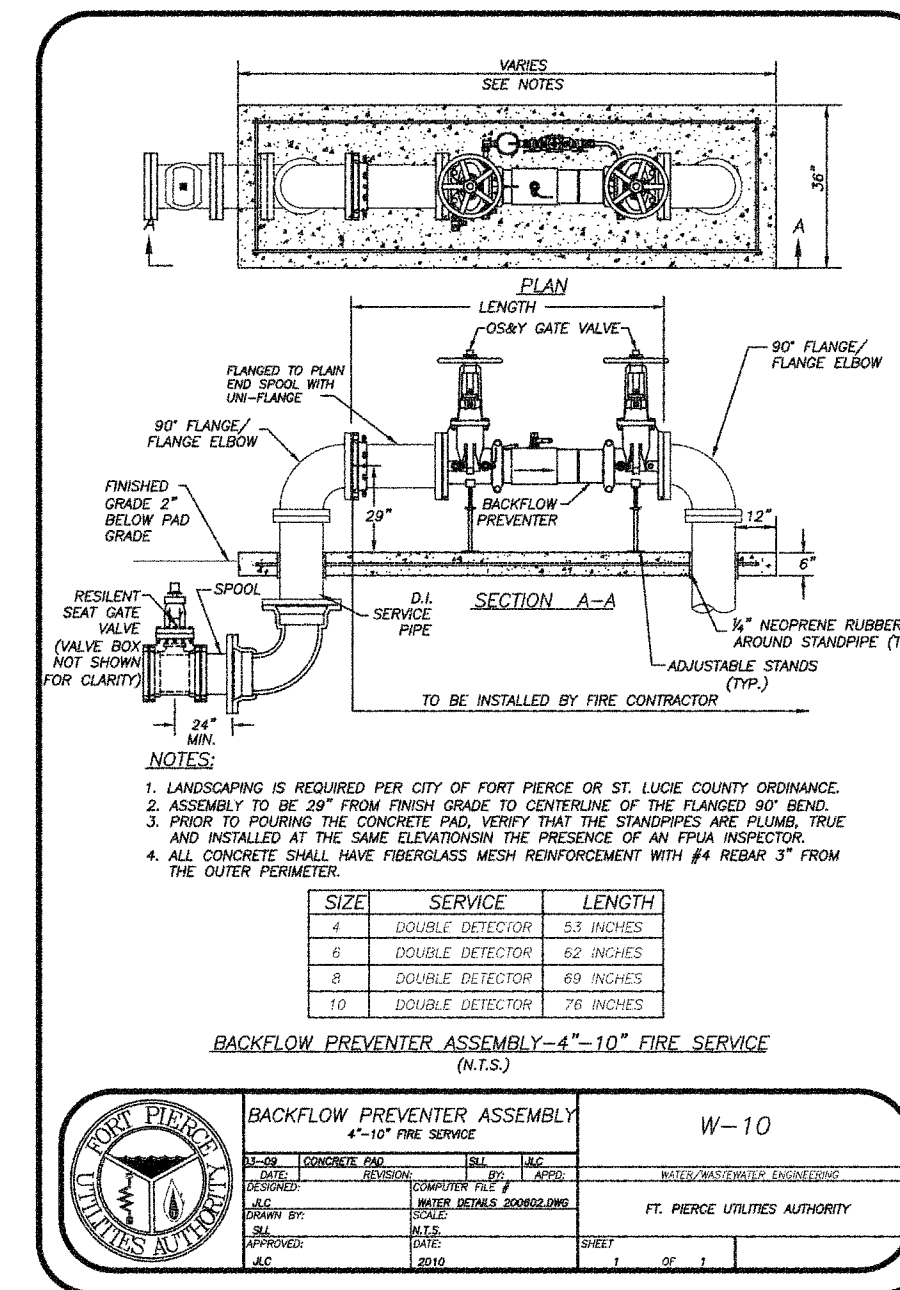 VARIES
SEE NOTES
36"
A
A
PLAN
LENGTH
OS&Y GATE VALVE
90° FLANGE/
FLANGE ELBOW
FLANGED TO PLAIN
END SPOOL WITH
UNI-FLANGE
90° FLANGE/
FLANGE ELBOW
FINISHED
GRADE 2"
BELOW PAD
GRADE
29"
BACKFLOW
PREVENTER
12"
6"
RESILENT
SEAT GATE
VALVE
(VALVE BOX
NOT SHOWN
FOR CLARITY)
SPOOL
D.I.
SERVICE
PIPE
SECTION A-A
¼" NEOPRENE RUBBER
AROUND STANDPIPE (T
ADJUSTABLE STANDS
(TYP.)
TO BE INSTALLED BY FIRE CONTRACTOR
24"
MIN.
NOTES:
1. LANDSCAPING IS REQUIRED PER CITY OF FORT PIERCE OR ST. LUCIE COUNTY ORDINANCE.
2. ASSEMBLY TO BE 29" FROM FINISH GRADE TO CENTERLINE OF THE FLANGED 90° BEND.
3. PRIOR TO POURING THE CONCRETE PAD, VERIFY THAT THE STANDPIPES ARE PLUMB, TRUE
AND INSTALLED AT THE SAME ELEVATIONSIN THE PRESENCE OF AN FPUA INSPECTOR.
4. ALL CONCRETE SHALL HAVE FIBERGLASS MESH REINFORCEMENT WITH #4 REBAR 3" FROM
THE OUTER PERIMETER.
SIZE SERVICE LENGTH
4 DOUBLE DETECTOR 53 INCHES
6 DOUBLE DETECTOR 62 INCHES
8 DOUBLE DETECTOR 69 INCHES
10 DOUBLE DETECTOR 76 INCHES
BACKFLOW PREVENTER ASSEMBLY-4"-10" FIRE SERVICE
(N.T.S.)
FORT PIERCE UTILITIES AUTHORITY
BACKFLOW PREVENTER ASSEMBLY
4"-10" FIRE SERVICE
W-10
03-09 CONCRETE PAD SLL JLC
DATE: REVISION: BY: APPD:
WATER/WASTEWATER ENGINEERING
DESIGNED: COMPUTER FILE #
JLC WATER DETAILS 200602.DWG
FT. PIERCE UTILITIES AUTHORITY
DRAWN BY: SCALE:
SLL N.T.S.
APPROVED: DATE: SHEET
JLC 2010 1 OF 1